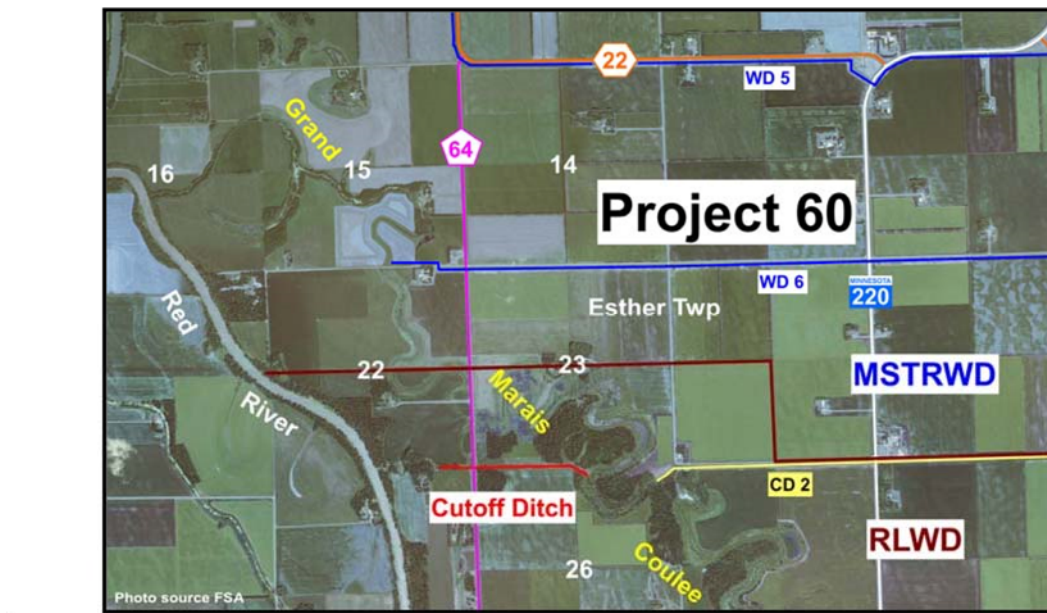 22
WD 5
Grand
64
16
15
14
Project 60
WD 6
MINNESOTA
220
Red
Esther Twp
22
23
MSTRWD
Marais
River
CD 2
Cutoff Ditch
RLWD
Coulee
26
Photo source FSA